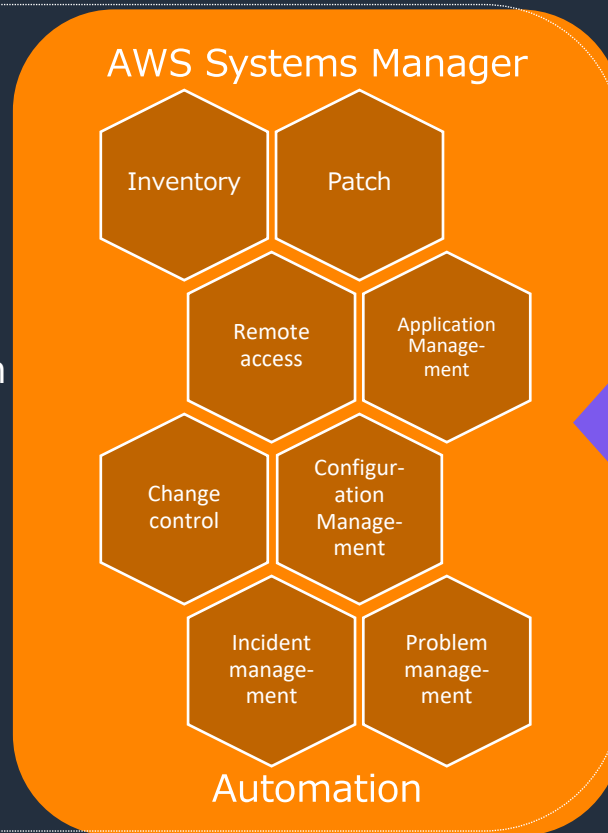 AWS Systems Manager
Inventory
Patch
Remote
access
Application
Manage-
ment
Change
control
Configur-
ation
Manage-
ment
Incident
manage-
ment
Problem
manage-
ment
Automation